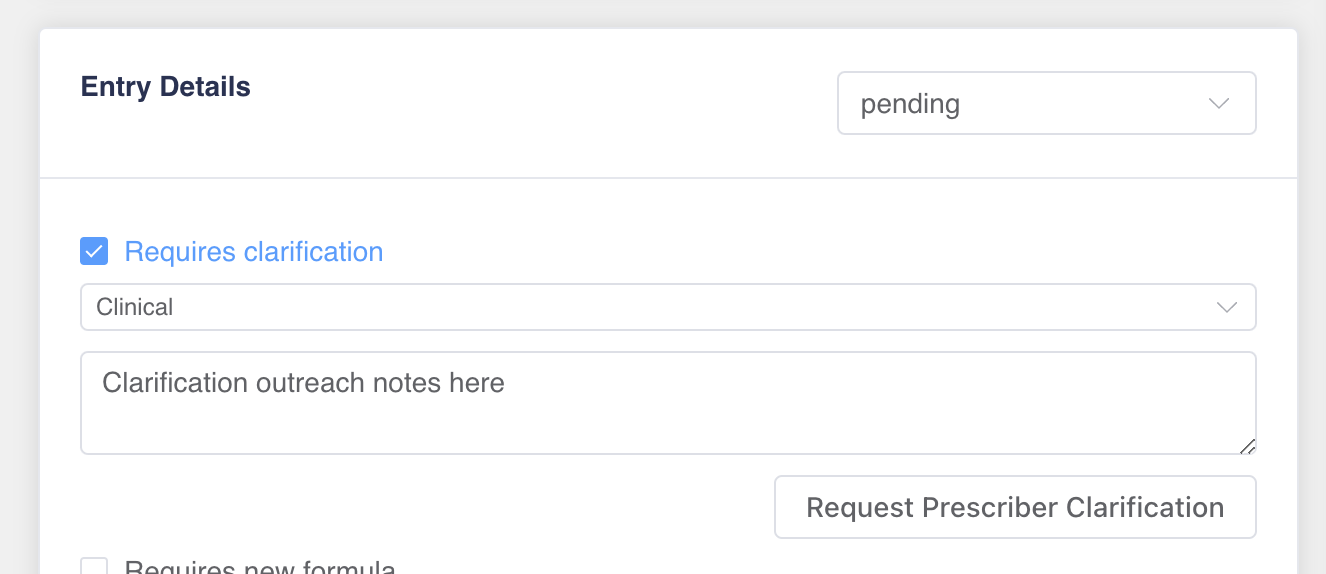 Entry Details
pending
Requires clarification
Clinical
Clarification outreach notes here
Request Prescriber Clarification
Requires new formula